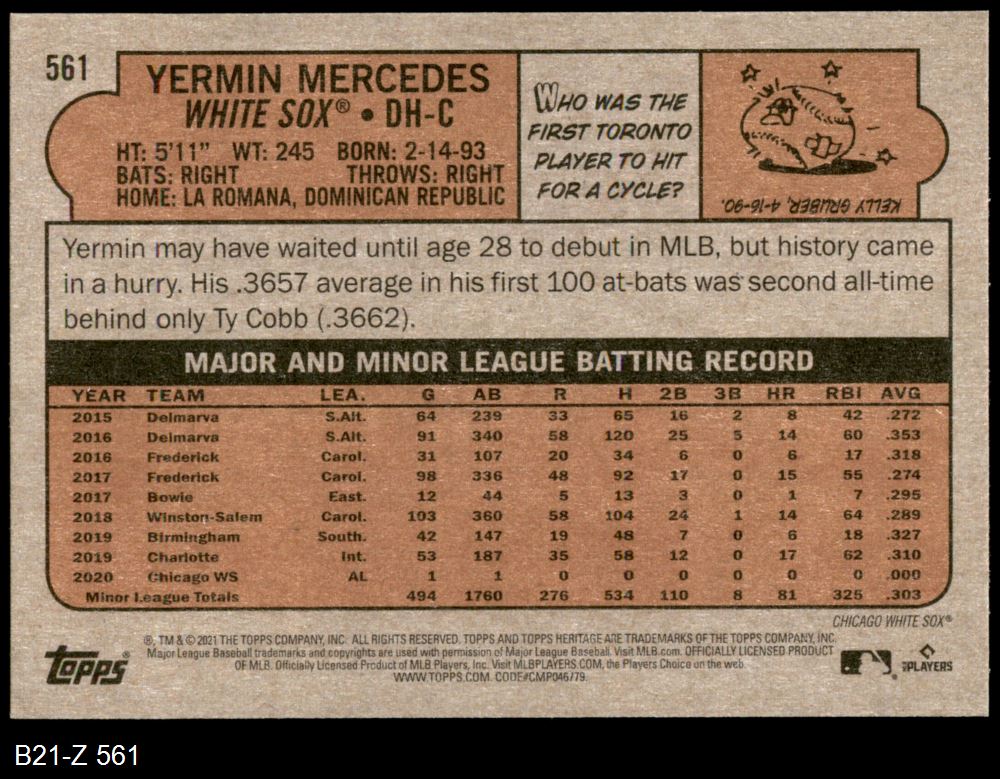 561
YERMIN MERCEDES
WHITE SOX® • DH-C
HT: 5'11" WT: 245 BORN: 2-14-93
BATS: RIGHT THROWS: RIGHT
HOME: LA ROMANA, DOMINICAN REPUBLIC
WHO WAS THE
FIRST TORONTO
PLAYER TO HIT
FOR A CYCLE?
KELLY GRUBER, 4-16-90.
Yermin may have waited until age 28 to debut in MLB, but history came
in a hurry. His .3657 average in his first 100 at-bats was second all-time
behind only Ty Cobb (.3662).
MAJOR AND MINOR LEAGUE BATTING RECORD
YEAR TEAM LEA. G AB R H 2B 3B HR RBI AVG
2015 Delmarva S.Atl. 64 239 33 65 16 2 8 42 .272
2016 Delmarva S.Atl. 91 340 58 120 25 5 14 60 .353
2016 Frederick Carol. 31 107 20 34 6 0 6 17 .318
2017 Frederick Carol. 98 336 48 92 17 0 15 55 .274
2017 Bowie East. 12 44 5 13 3 0 1 7 .295
2018 Winston-Salem Carol. 103 360 58 104 24 1 14 64 .289
2019 Birmingham South. 42 147 19 48 7 0 6 18 .327
2019 Charlotte Int. 53 187 35 58 12 0 17 62 .310
2020 Chicago WS AL 1 1 0 0 0 0 0 0 .000
Minor League Totals 494 1760 276 534 110 8 81 325 .303
CHICAGO WHITE SOX®
®, TM & © 2021 THE TOPPS COMPANY, INC. ALL RIGHTS RESERVED. TOPPS AND TOPPS HERITAGE ARE TRADEMARKS OF THE TOPPS COMPANY, INC.
Major League Baseball trademarks and copyrights are used with permission of Major League Baseball. Visit MLB.com. OFFICIALLY LICENSED PRODUCT
OF MLB. Officially Licensed Product of MLB Players, Inc. Visit MLBPLAYERS.COM, the Players Choice on the web.
WWW.TOPPS.COM. CODE#CMP046779.
Topps®
PLAYERS
B21-Z 561